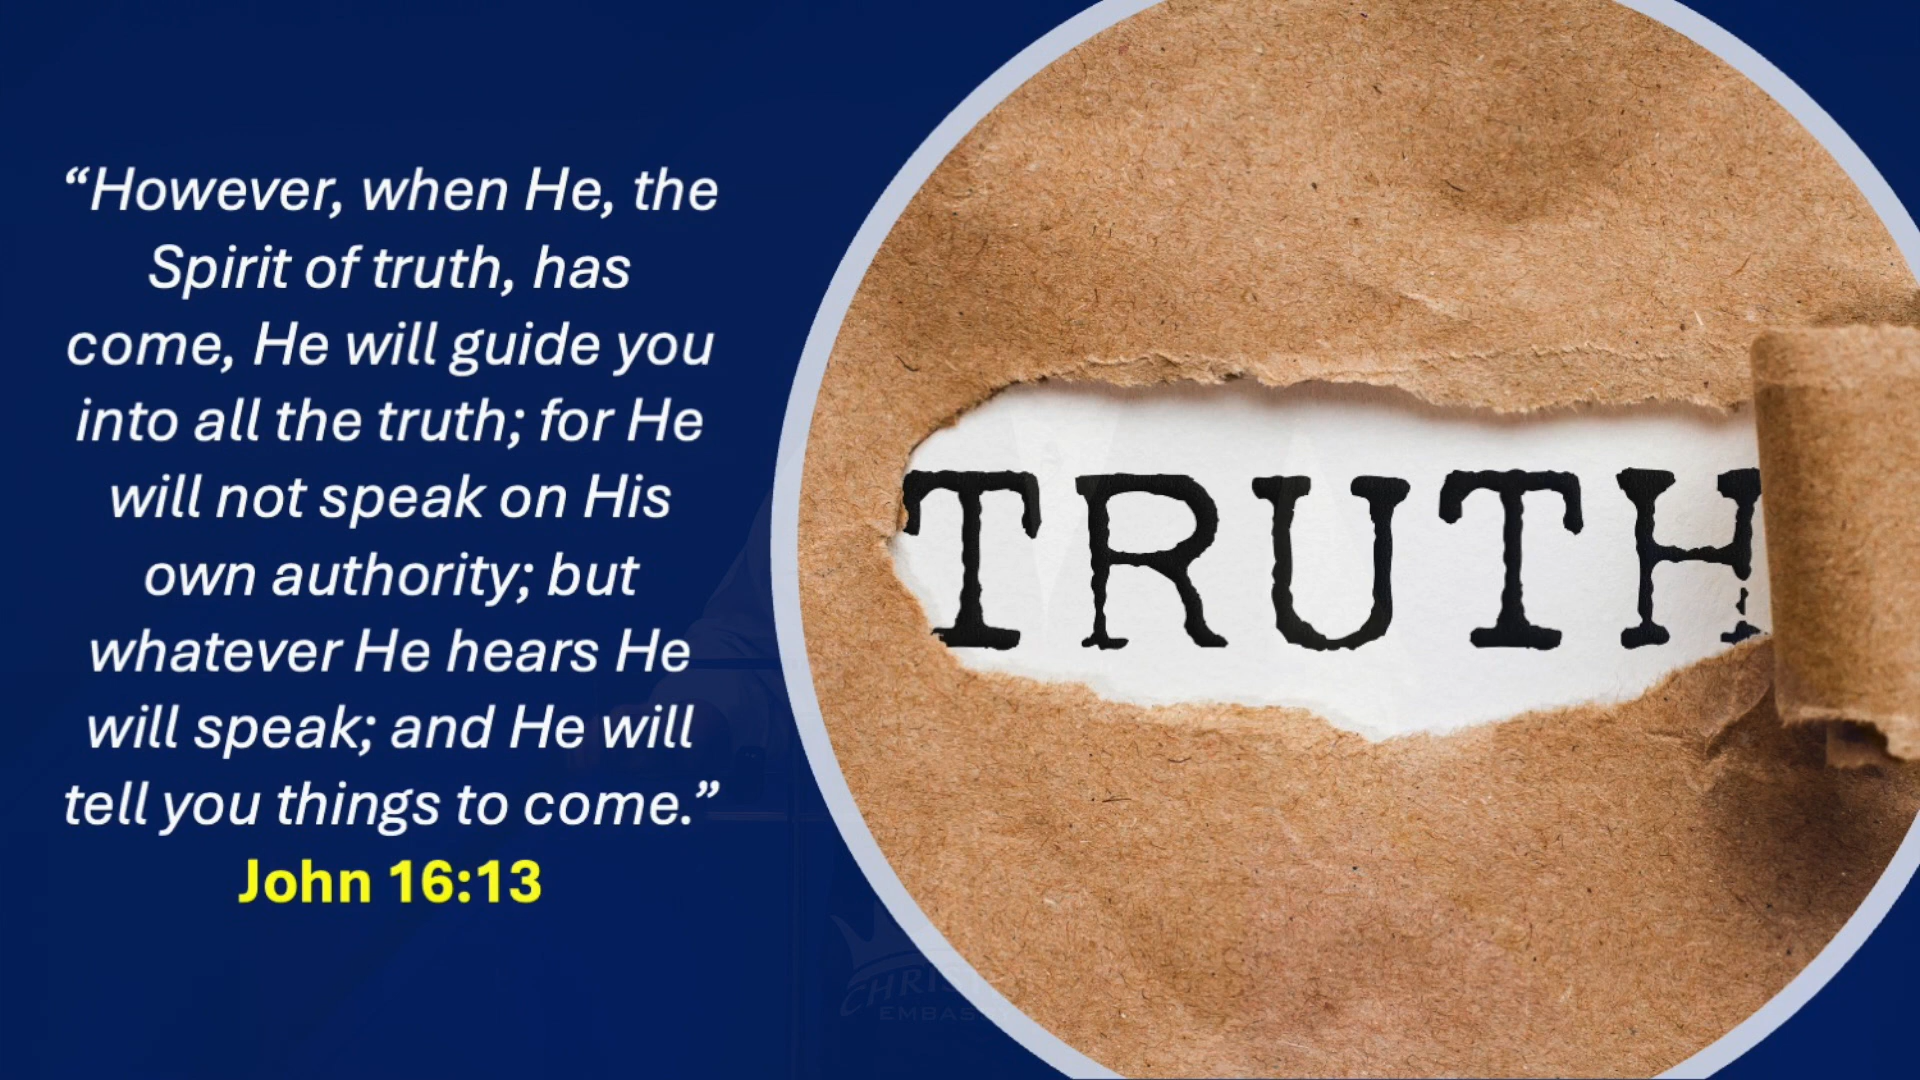 “However, when He, the
Spirit of truth, has
come, He will guide you
into all the truth; for He
will not speak on His
own authority; but
whatever He hears He
will speak; and He will
tell you things to come.”
John 16:13
TRUTH